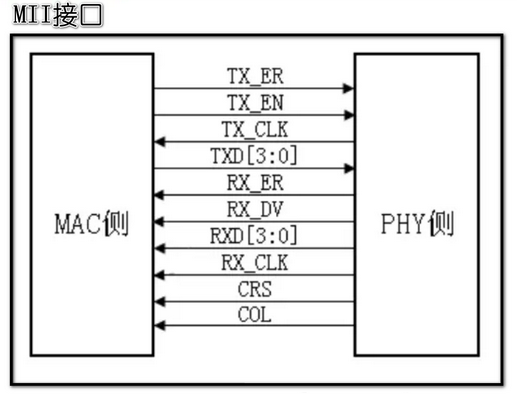 MII接口
TX_ER
TX_EN
TX_CLK
TXD[3:0]
RX_ER
RX_DV
MAC侧
PHY侧
RXD[3:0]
RX_CLK
CRS
COL